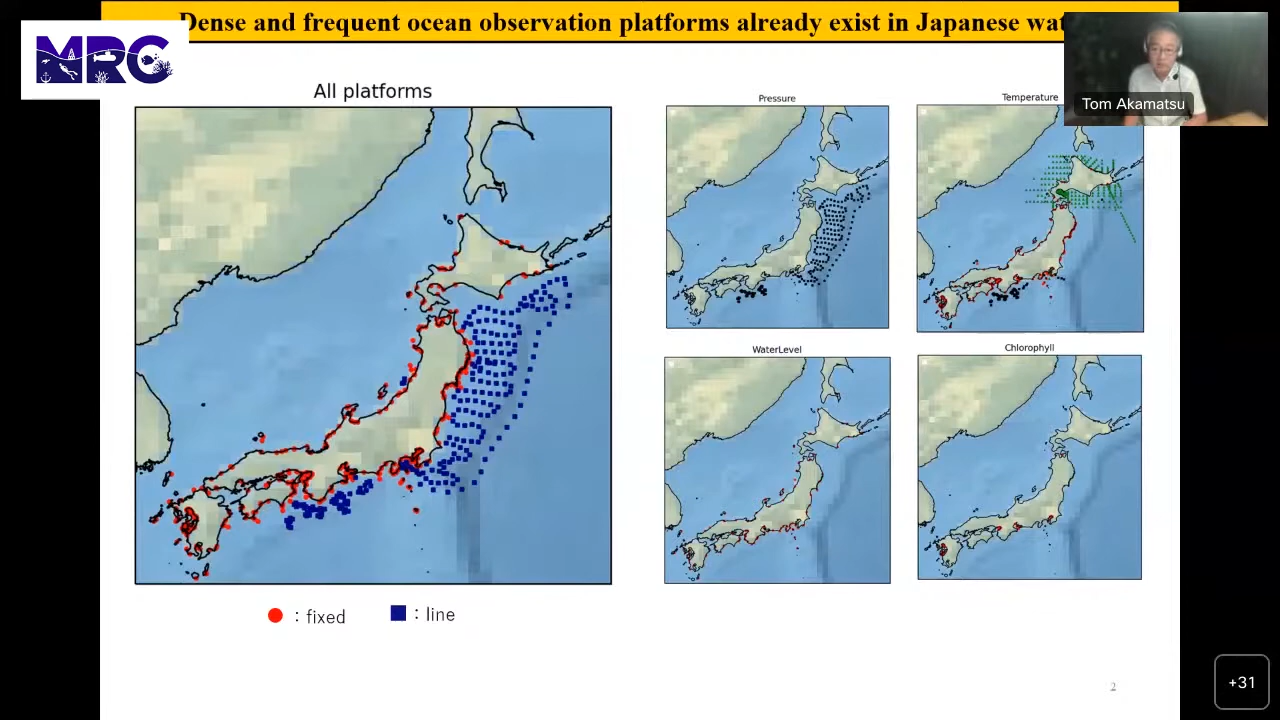 Dense and frequent ocean observation platforms already exist in Japanese wat
MRC
Tom Akamatsu
All platforms
Pressure
Temperature
WaterLevel
Chlorophyll
: fixed
: line
2
+31